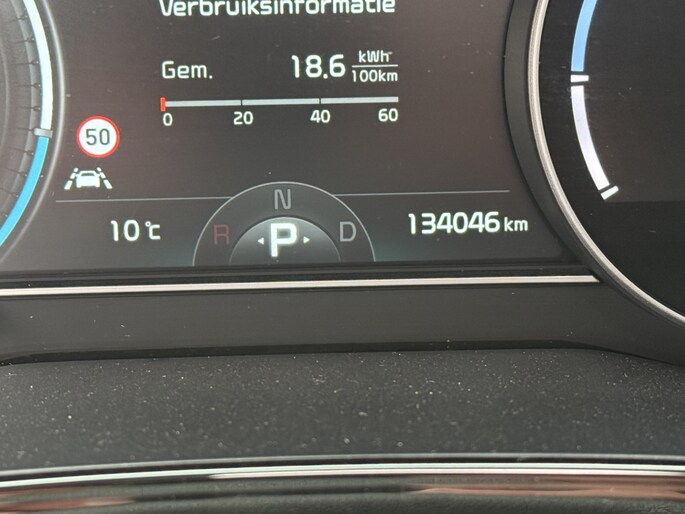 Verbruiksinformatie
Gem. 18.6 kWh/100km
0 20 40 60
50
N
R P D
10°C
134046 km